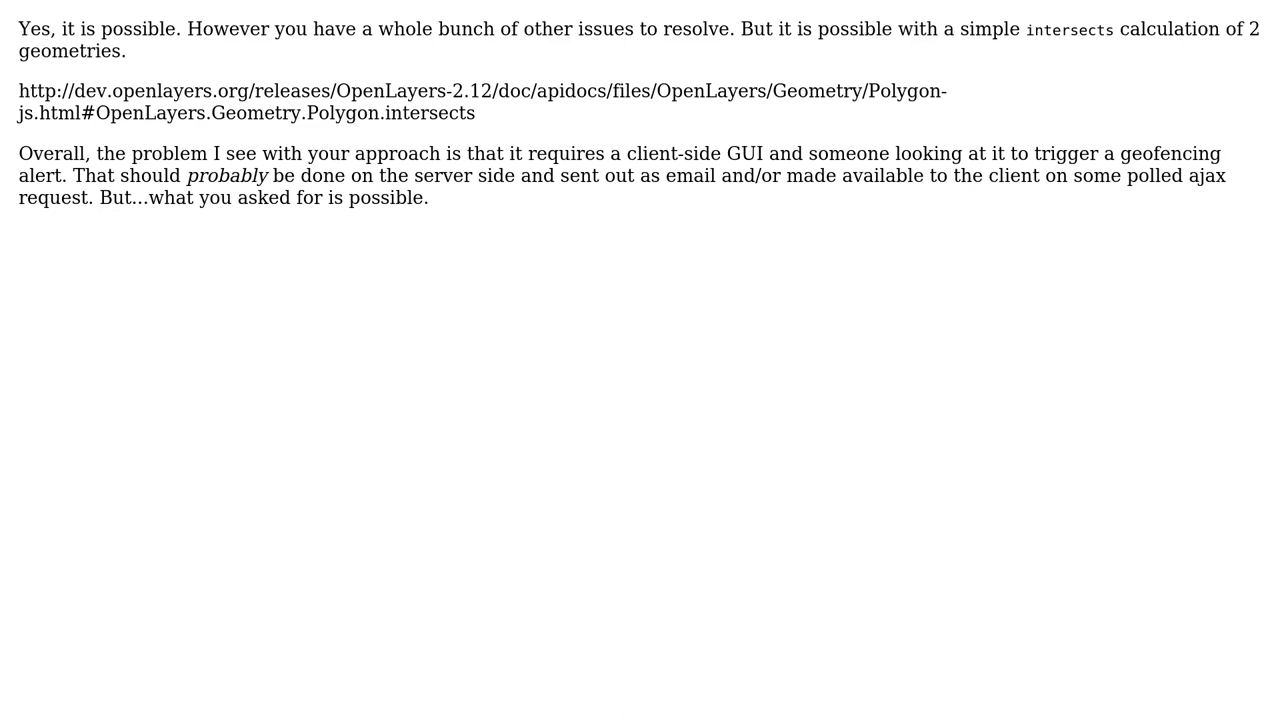 Yes, it is possible. However you have a whole bunch of other issues to resolve. But it is possible with a simple intersects calculation of 2
geometries.
http://dev.openlayers.org/releases/OpenLayers-2.12/doc/apidocs/files/OpenLayers/Geometry/Polygon-
js.html#OpenLayers.Geometry.Polygon.intersects
Overall, the problem I see with your approach is that it requires a client-side GUI and someone looking at it to trigger a geofencing
alert. That should probably be done on the server side and sent out as email and/or made available to the client on some polled ajax
request. But...what you asked for is possible.